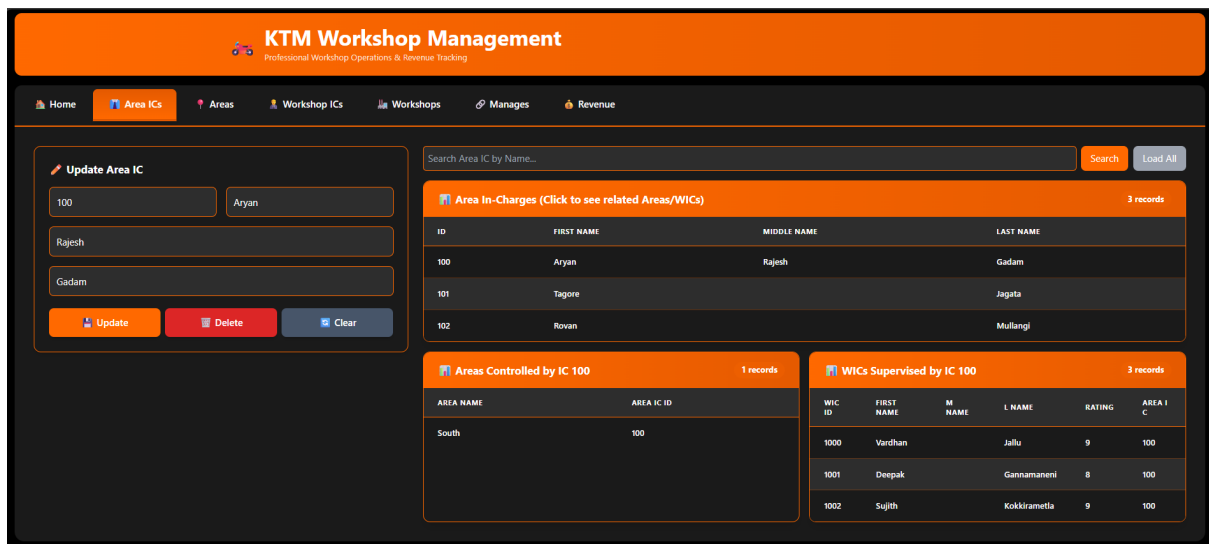 KTM Workshop Management
Professional Workshop Operations & Revenue Tracking
Home Area ICs Areas Workshop ICs Workshops Manages Revenue
Update Area IC
100 Aryan
Rajesh
Gadam
Update Delete Clear
Search Area IC by Name... Search Load All
Area In-Charges (Click to see related Areas/WICs) 3 records
ID FIRST NAME MIDDLE NAME LAST NAME
100 Aryan Rajesh Gadam
101 Tagore Jagata
102 Rovan Mullangi
Areas Controlled by IC 100 1 records
AREA NAME AREA IC ID
South 100
WICs Supervised by IC 100 3 records
WIC ID FIRST NAME M NAME L NAME RATING AREA I C
1000 Vardhan Jallu 9 100
1001 Deepak Gannamaneni 8 100
1002 Sujith Kokkirametla 9 100